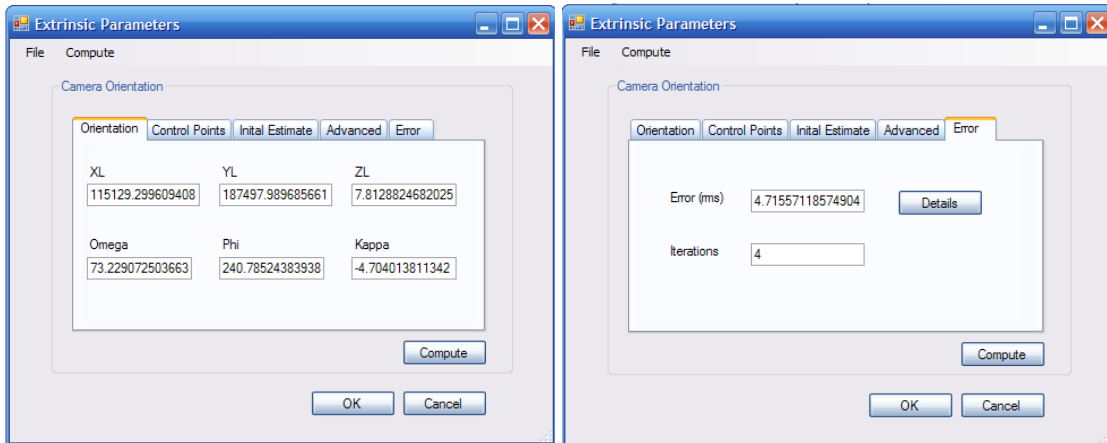 Extrinsic Parameters
File Compute
Camera Orientation
Orientation Control Points Inital Estimate Advanced Error
XL YL ZL
115129.299609408 187497.989685661 7.8128824682025
Omega Phi Kappa
73.229072503663 240.78524383938 -4.704013811342
Compute
OK Cancel
Extrinsic Parameters
File Compute
Camera Orientation
Orientation Control Points Inital Estimate Advanced Error
Error (ms) 4.71557118574904 Details
Iterations 4
Compute
OK Cancel